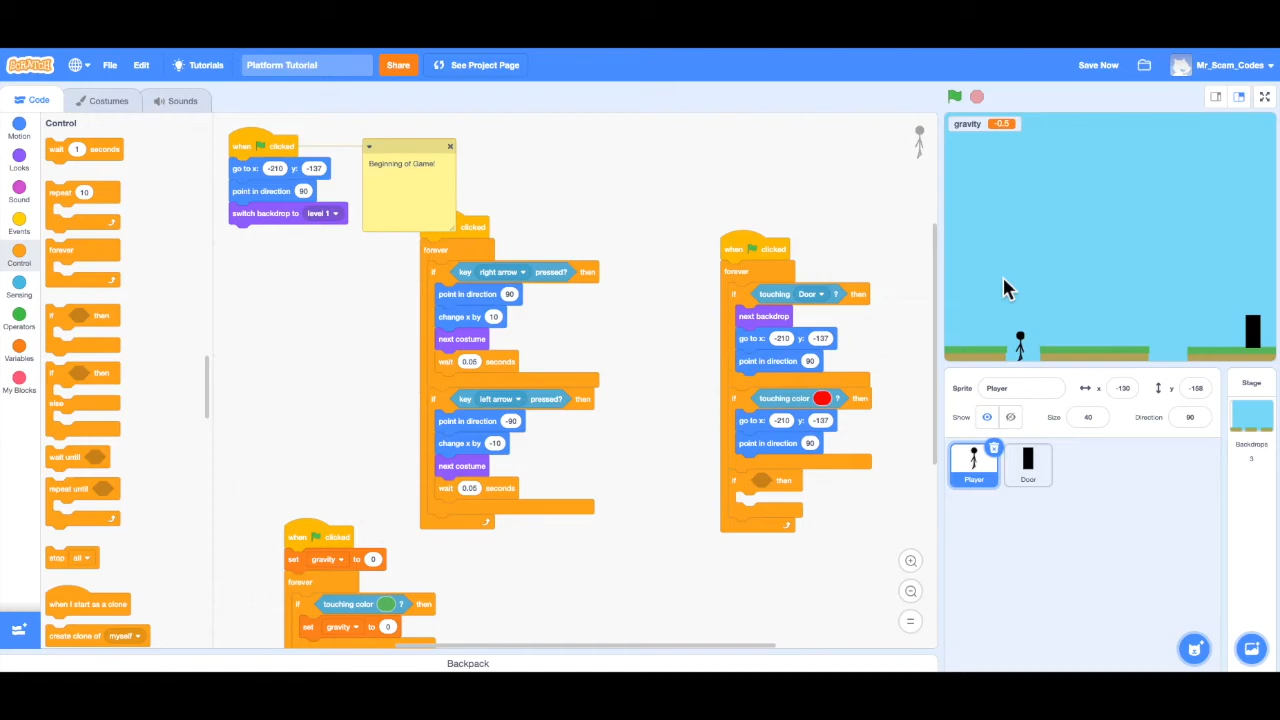 SCRATCH File Edit Tutorials Platform Tutorial Share See Project Page Save Now Mr_Scam_Codes
Code Costumes Sounds
Motion
Looks
Sound
Events
Control
Sensing
Operators
Variables
My Blocks
Control
wait 1 seconds
repeat 10
forever
if then
if then
else
wait until
repeat until
stop all
when I start as a clone
create clone of myself
when clicked
go to x: -210 y: -137
point in direction 90
switch backdrop to level 1
Beginning of Game!
clicked
forever
if key right arrow pressed? then
point in direction 90
change x by 10
next costume
wait 0.05 seconds
if key left arrow pressed? then
point in direction -90
change x by -10
next costume
wait 0.05 seconds
when clicked
set gravity to 0
forever
if touching color ? then
set gravity to 0
when clicked
forever
if touching Door ? then
next backdrop
go to x: -210 y: -137
point in direction 90
if touching color ? then
go to x: -210 y: -137
point in direction 90
if then
Backpack
gravity -0.5
Sprite Player x -130 y -158
Show Size 40 Direction 90
Player
Door
Stage
Backdrops
3